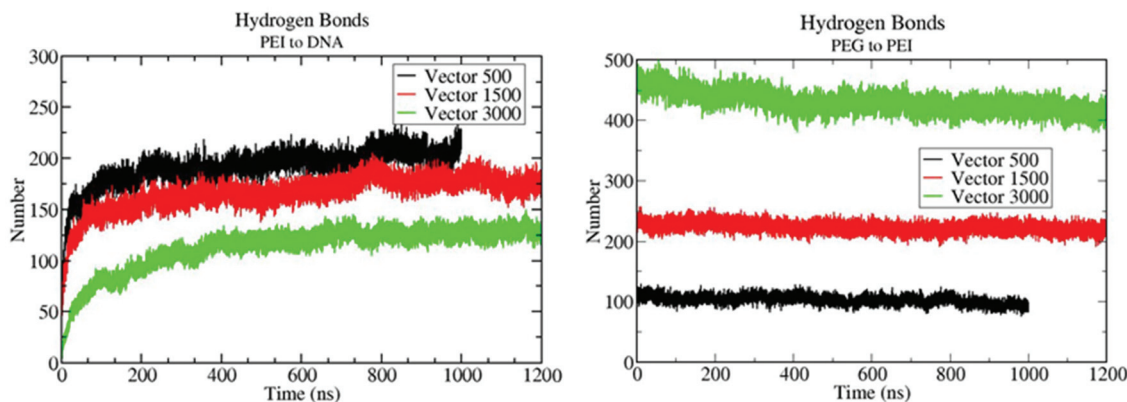 Hydrogen Bonds
PEI to DNA
300
250
200
150
100
50
0
Number
Vector 500
Vector 1500
Vector 3000
0 200 400 600 800 1000 1200
Time (ns)
Hydrogen Bonds
PEG to PEI
500
400
300
200
100
0
Number
Vector 500
Vector 1500
Vector 3000
0 200 400 600 800 1000 1200
Time (ns)